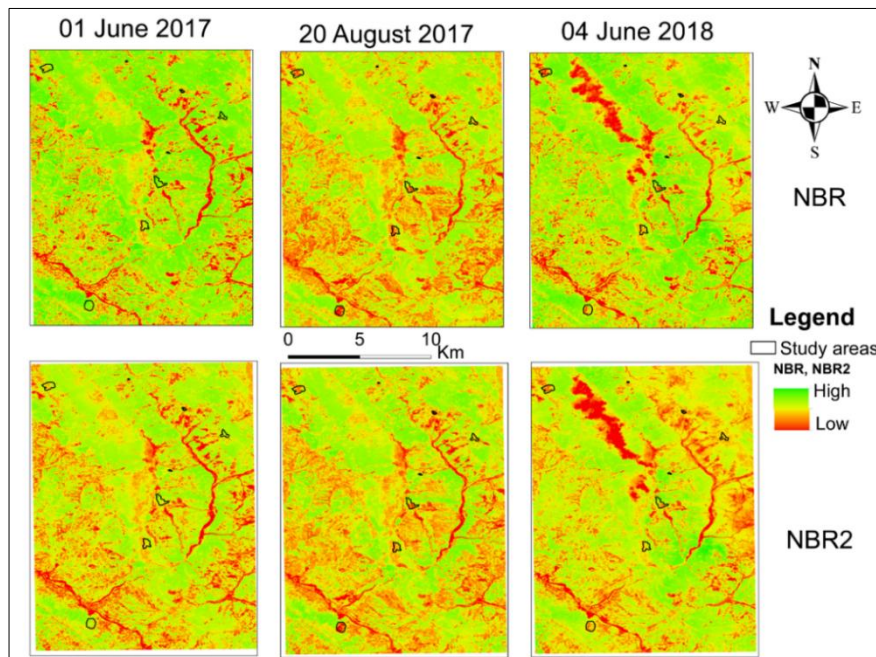 01 June 2017
20 August 2017
04 June 2018
N
W E
S
NBR
Legend
Study areas
NBR, NBR2
High
Low
0 5 10
Km
NBR2